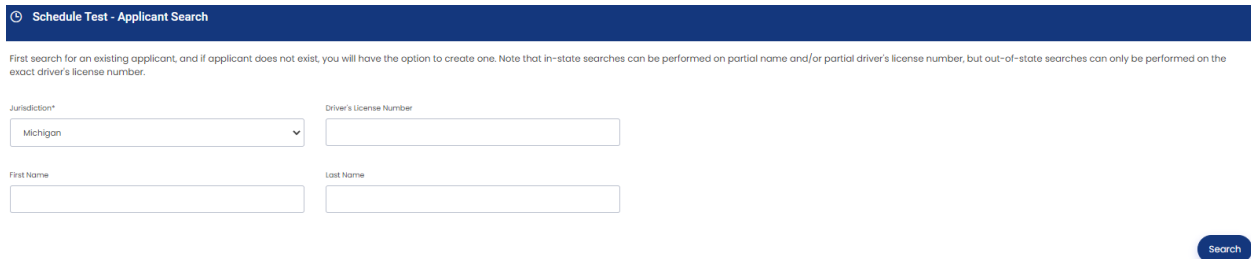 Schedule Test - Applicant Search
First search for an existing applicant, and if applicant does not exist, you will have the option to create one. Note that in-state searches can be performed on partial name and/or partial driver's license number, but out-of-state searches can only be performed on the
exact driver's license number.
Jurisdiction* Driver's License Number
Michigan
First Name Last Name
Search